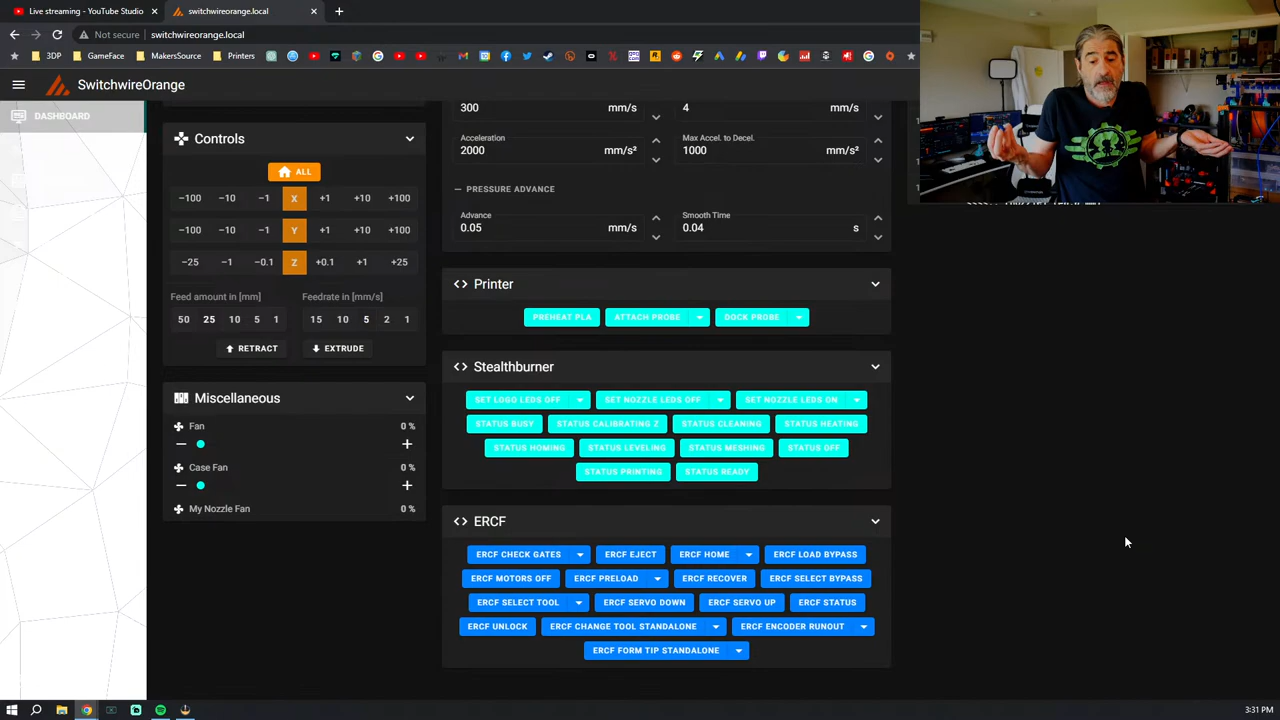 Live streaming - YouTube Studio
switchwireorange.local
Not secure
switchwireorange.local
3DP
GameFace
MakersSource
Printers
SwitchwireOrange
DASHBOARD
Controls
ALL
-100 -10 -1 X +1 +10 +100
-100 -10 -1 Y +1 +10 +100
-25 -1 -0.1 Z +0.1 +1 +25
Feed amount in [mm]
Feedrate in [mm/s]
50 25 10 5 1
15 10 5 2 1
RETRACT
EXTRUDE
Miscellaneous
Fan 0 %
Case Fan 0 %
My Nozzle Fan 0 %
300 mm/s
4 mm/s
Acceleration
2000 mm/s²
Max Accel. to Decel.
1000 mm/s²
PRESSURE ADVANCE
Advance
0.05 mm/s
Smooth Time
0.04 s
Printer
PREHEAT PLA ATTACH PROBE DOCK PROBE
Stealthburner
SET LOGO LEDS OFF SET NOZZLE LEDS OFF SET NOZZLE LEDS ON
STATUS BUSY STATUS CALIBRATING Z STATUS CLEANING STATUS HEATING
STATUS HOMING STATUS LEVELING STATUS MESHING STATUS OFF
STATUS PRINTING STATUS READY
ERCF
ERCF CHECK GATES ERCF EJECT ERCF HOME ERCF LOAD BYPASS
ERCF MOTORS OFF ERCF PRELOAD ERCF RECOVER ERCF SELECT BYPASS
ERCF SELECT TOOL ERCF SERVO DOWN ERCF SERVO UP ERCF STATUS
ERCF UNLOCK ERCF CHANGE TOOL STANDALONE ERCF ENCODER RUNOUT
ERCF FORM TIP STANDALONE
3:31 PM